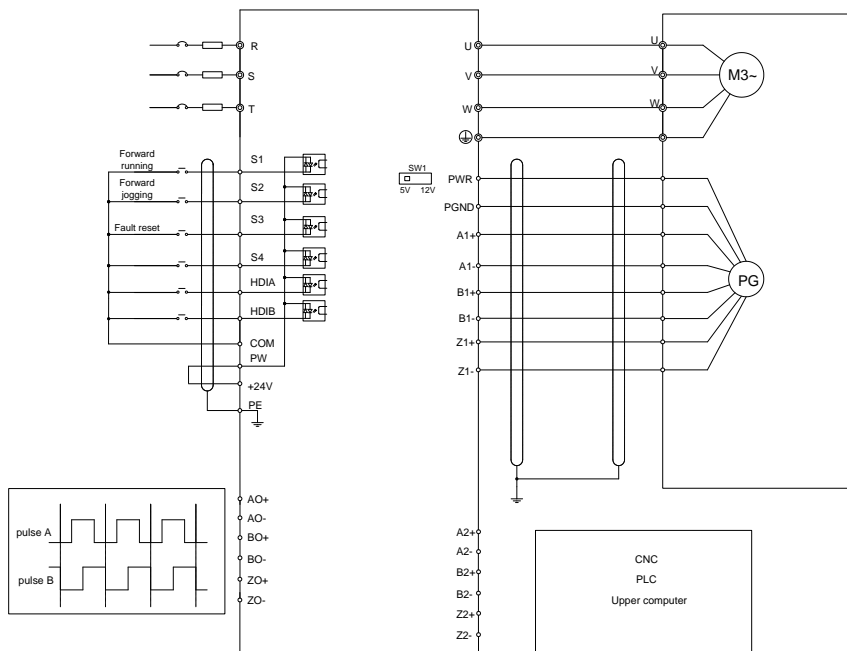 R
S
T
U
V
W
U
V
W
M3~
Forward
running
S1
Forward
jogging
S2
S3
Fault reset
S4
HDIA
HDIB
COM
PW
+24V
PE
SW1
5V 12V
PWR
PGND
A1+
A1-
B1+
B1-
Z1+
Z1-
PG
pulse A
pulse B
AO+
AO-
BO+
BO-
ZO+
ZO-
A2+
A2-
B2+
B2-
Z2+
Z2-
CNC
PLC
Upper computer